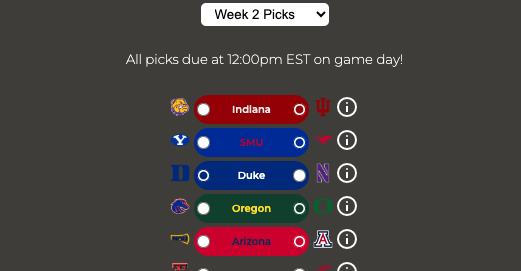 Week 2 Picks
All picks due at 12:00pm EST on game day!
Indiana
SMU
Duke
Oregon
Arizona